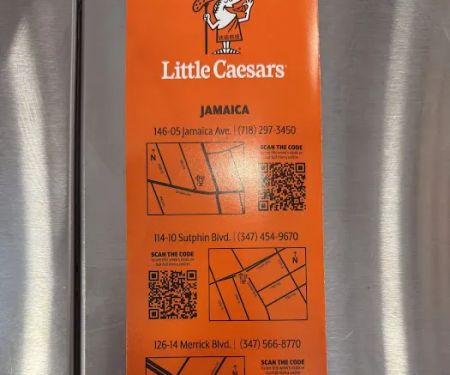 Little Caesars
JAMAICA
146-05 Jamaica Ave. | (718) 297-3450
N
SCAN THE CODE
114-10 Sutphin Blvd. | (347) 454-9670
SCAN THE CODE
N
126-14 Merrick Blvd. | (347) 566-8770
SCAN THE CODE